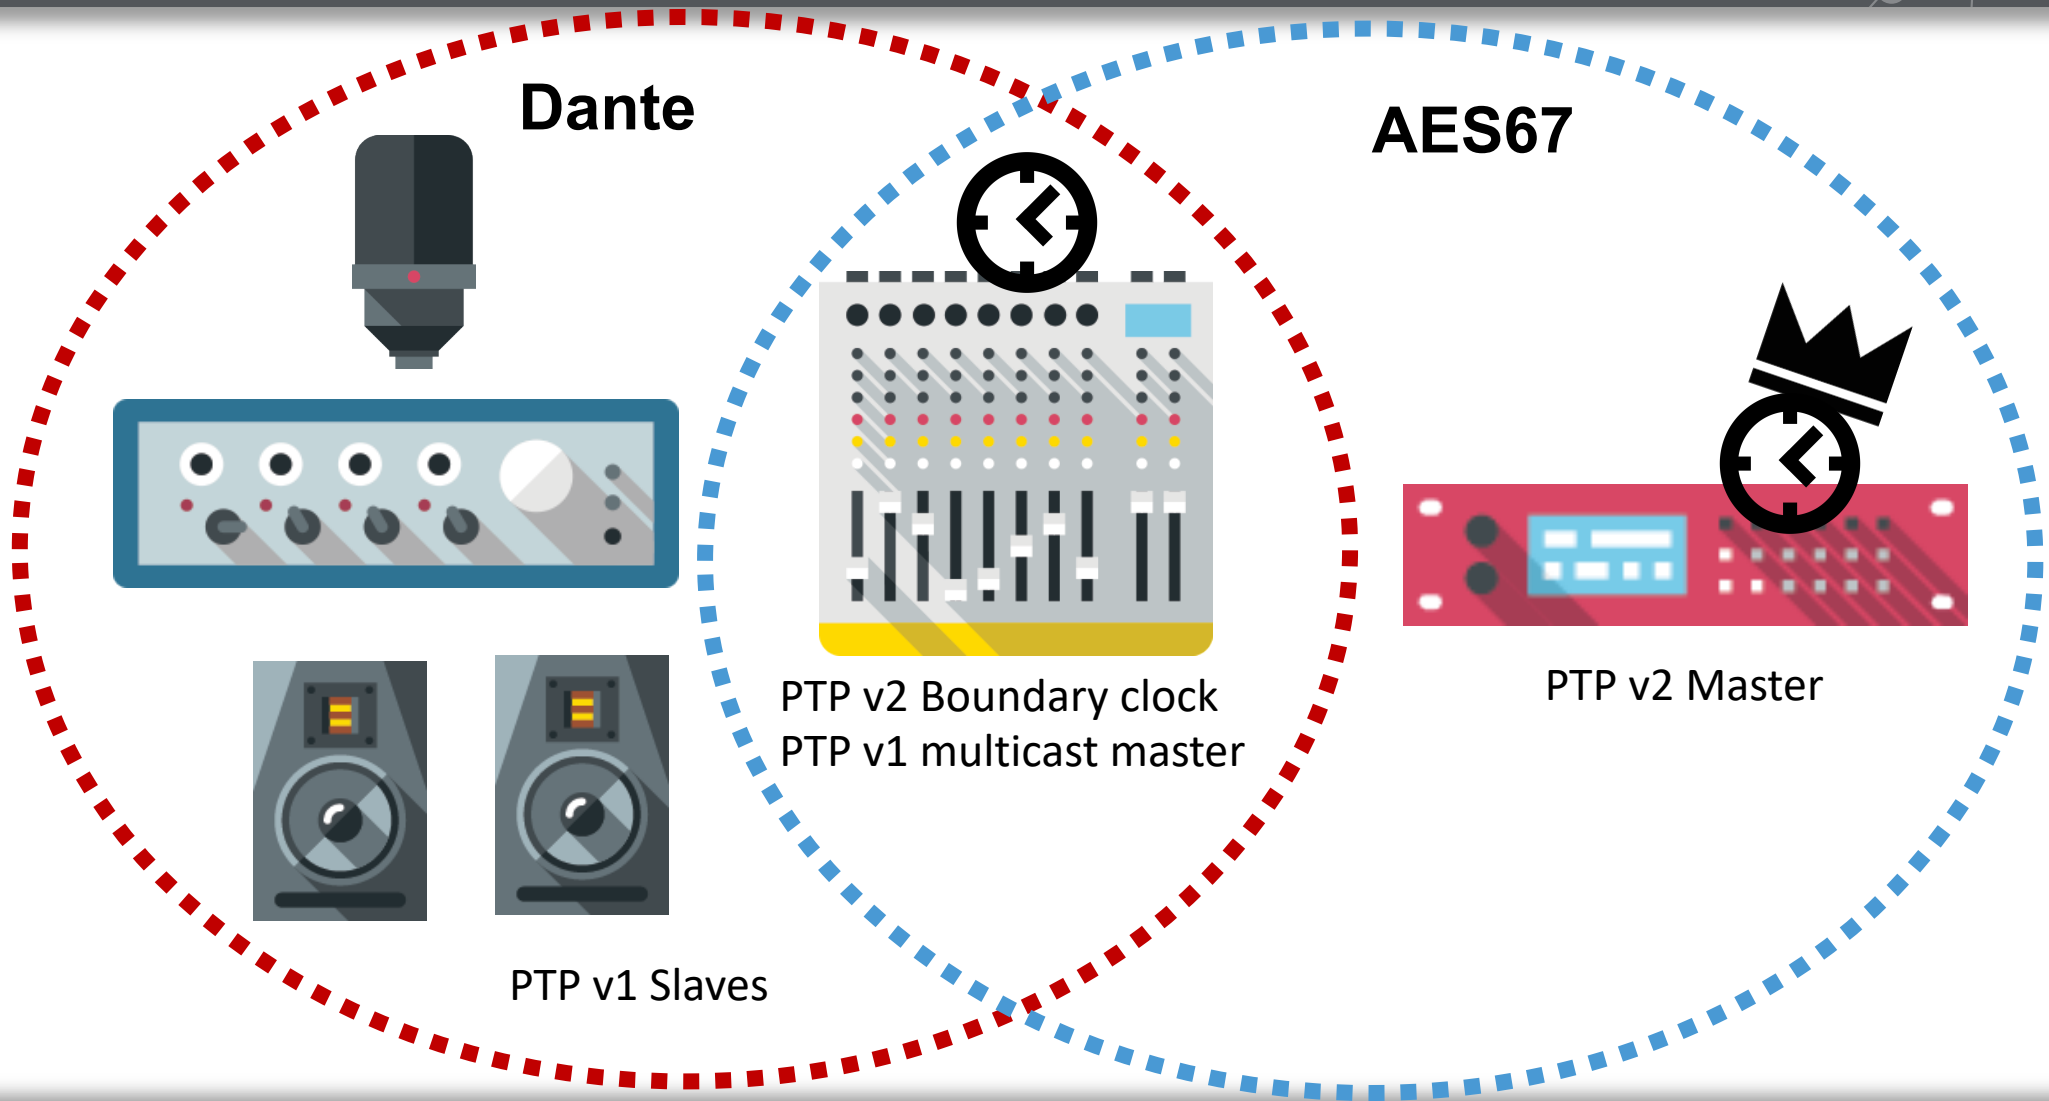 Dante
AES67
PTP v2 Boundary clock
PTP v1 multicast master
PTP v2 Master
PTP v1 Slaves